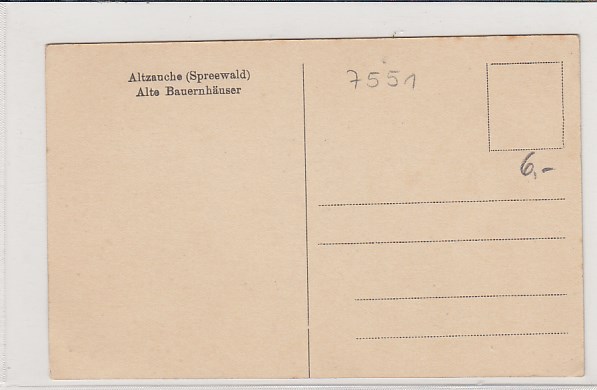 Altzauche (Spreewald)
Alte Bauernhäuser
7551
6,-